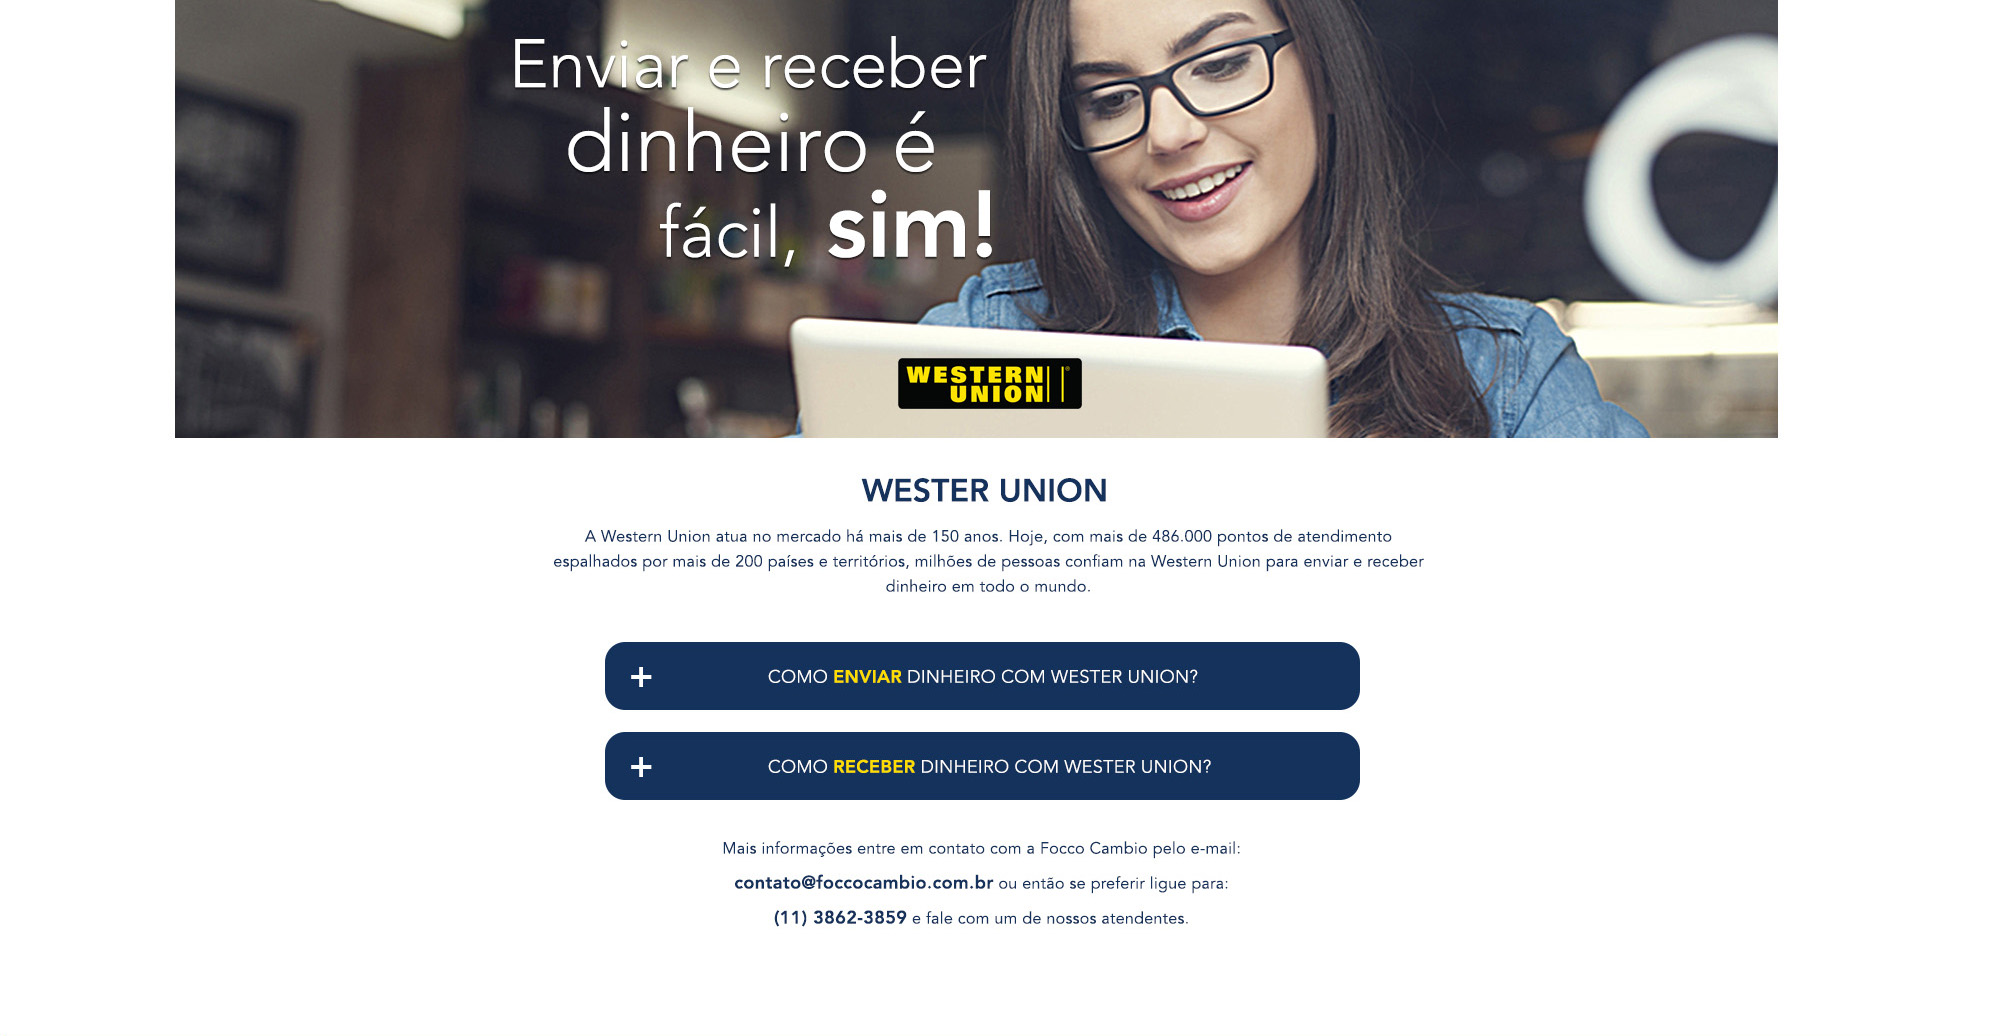 Enviar e receber
dinheiro é
fácil, sim!
WESTERN
UNION ®
WESTER UNION
A Western Union atua no mercado há mais de 150 anos. Hoje, com mais de 486.000 pontos de atendimento
espalhados por mais de 200 países e territórios, milhões de pessoas confiam na Western Union para enviar e receber
dinheiro em todo o mundo.
+ COMO ENVIAR DINHEIRO COM WESTER UNION?
+ COMO RECEBER DINHEIRO COM WESTER UNION?
Mais informações entre em contato com a Focco Cambio pelo e-mail:
contato@foccocambio.com.br ou então se preferir ligue para:
(11) 3862-3859 e fale com um de nossos atendentes.